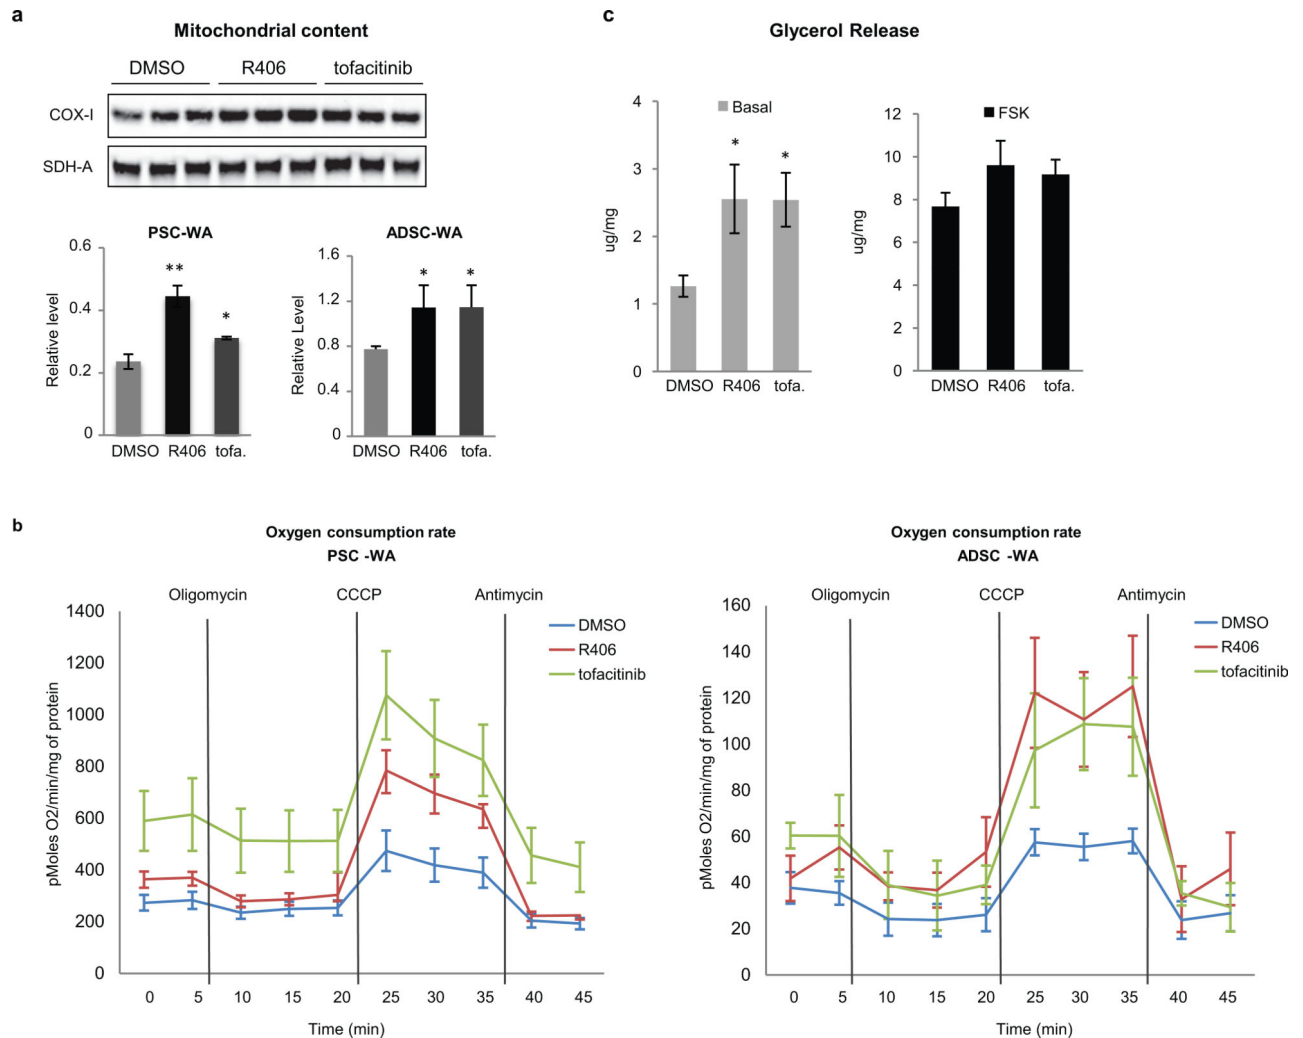 a
Mitochondrial content
DMSO R406 tofacitinib
COX-I
SDH-A
PSC-WA
0.6
0.4
0.2
0
Relative level
** *
DMSO R406 tofa.
ADSC-WA
1.6
1.2
0.8
0.4
0
Relative Level
* *
DMSO R406 tofa.
c
Glycerol Release
4
3
2
1
0
ug/mg
Basal
* *
DMSO R406 tofa.
12
10
8
6
4
2
0
ug/mg
FSK
DMSO R406 tofa.
b
Oxygen consumption rate
PSC -WA
Oligomycin CCCP Antimycin
1400
1200
1000
800
600
400
200
0
pMoles O2/min/mg of protein
DMSO
R406
tofacitinib
0 5 10 15 20 25 30 35 40 45
Time (min)
Oxygen consumption rate
ADSC -WA
Oligomycin CCCP Antimycin
160
140
120
100
80
60
40
20
0
pMoles O2/min/mg of protein
DMSO
R406
tofacitinib
0 5 10 15 20 25 30 35 40 45
Time (min)